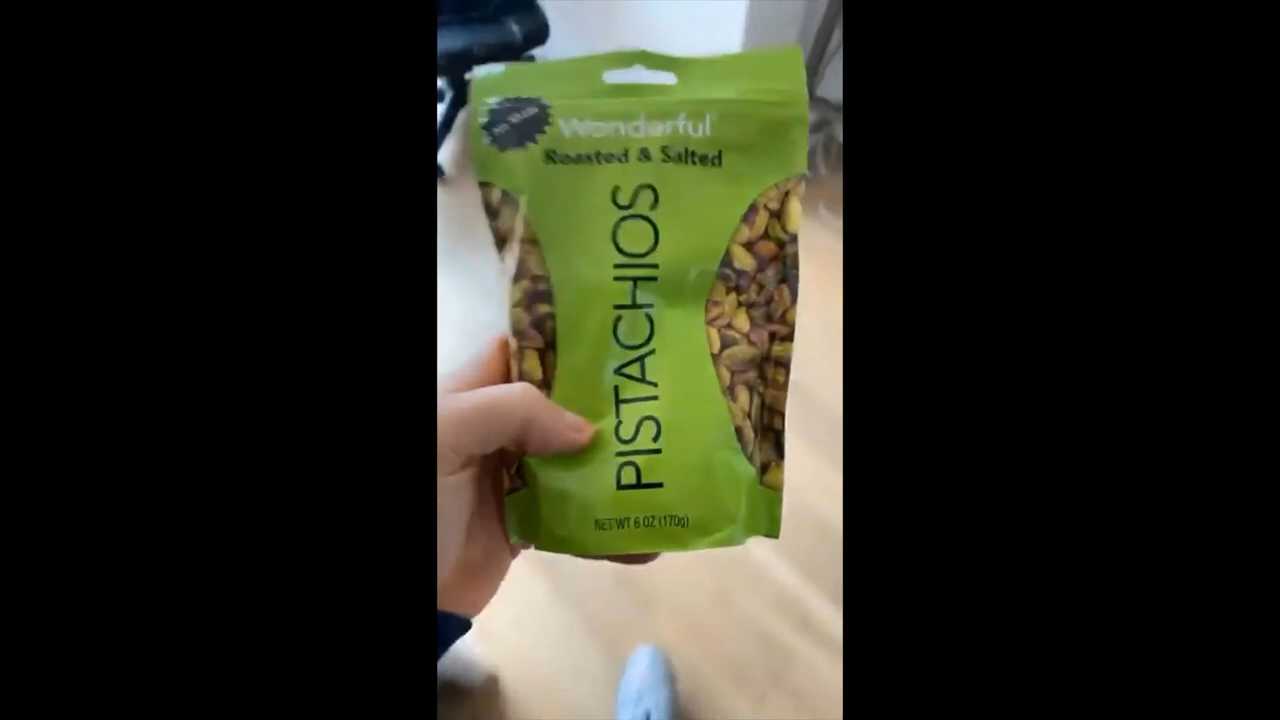 Wonderful
Roasted & Salted
PISTACHIOS
NET WT 6 OZ (170g)